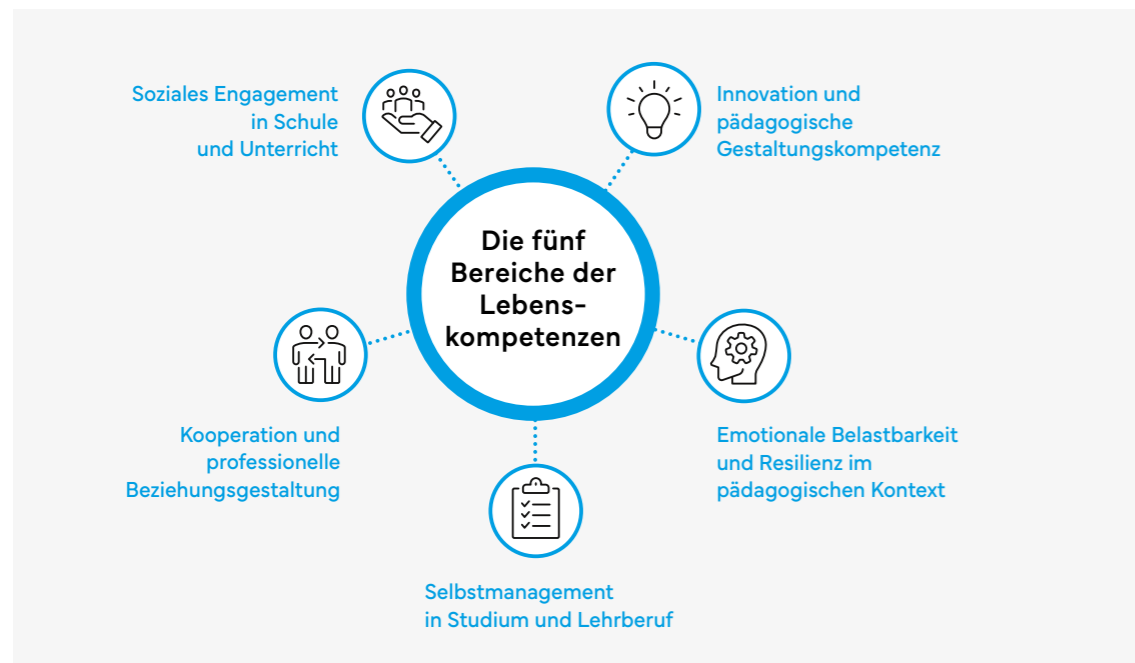 Soziales Engagement
in Schule
und Unterricht
Innovation und
pädagogische
Gestaltungskompetenz
Die fünf
Bereiche der
Lebens-
kompetenzen
Kooperation und
professionelle
Beziehungsgestaltung
Emotionale Belastbarkeit
und Resilienz im
pädagogischen Kontext
Selbstmanagement
in Studium und Lehrberuf